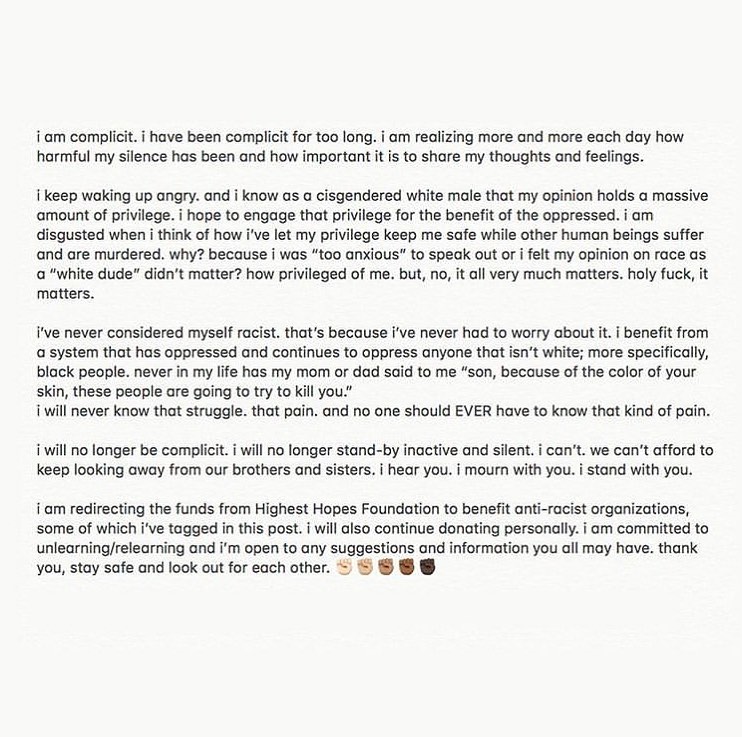 i am complicit. i have been complicit for too long. i am realizing more and more each day how
harmful my silence has been and how important it is to share my thoughts and feelings.
i keep waking up angry. and i know as a cisgendered white male that my opinion holds a massive
amount of privilege. i hope to engage that privilege for the benefit of the oppressed. i am
disgusted when i think of how i've let my privilege keep me safe while other human beings suffer
and are murdered. why? because i was “too anxious” to speak out or i felt my opinion on race as
a “white dude” didn't matter? how privileged of me. but, no, it all very much matters. holy fuck, it
matters.
i've never considered myself racist. that's because i've never had to worry about it. i benefit from
a system that has oppressed and continues to oppress anyone that isn't white; more specifically,
black people. never in my life has my mom or dad said to me “son, because of the color of your
skin, these people are going to try to kill you.”
i will never know that struggle. that pain. and no one should EVER have to know that kind of pain.
i will no longer be complicit. i will no longer stand-by inactive and silent. i can't. we can't afford to
keep looking away from our brothers and sisters. i hear you. i mourn with you. i stand with you.
i am redirecting the funds from Highest Hopes Foundation to benefit anti-racist organizations,
some of which i've tagged in this post. i will also continue donating personally. i am committed to
unlearning/relearning and i'm open to any suggestions and information you all may have. thank
you, stay safe and look out for each other. ✊🏻✊🏼✊🏽✊🏾✊🏿